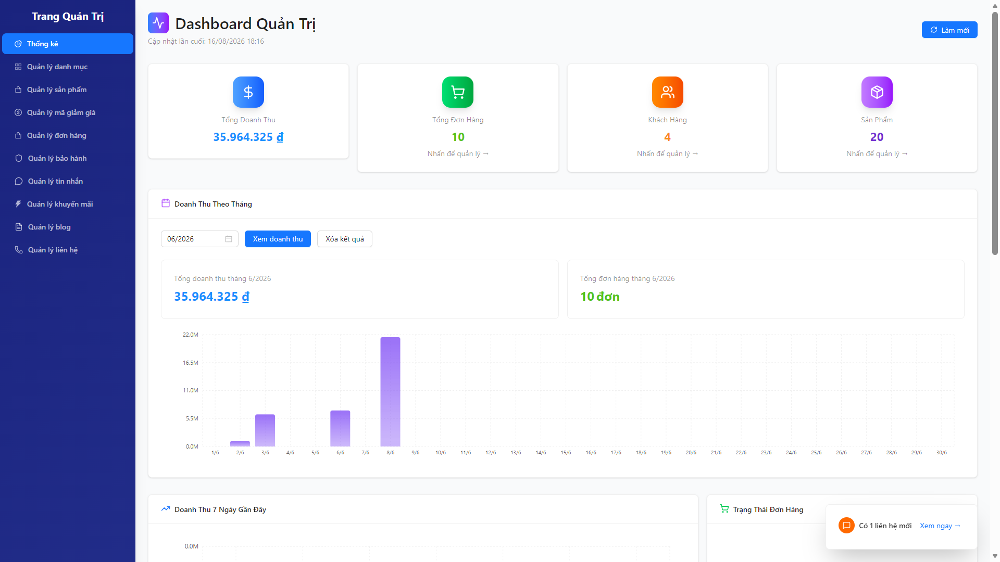 Trang Quản Trị
Thống kê
Quản lý danh mục
Quản lý sản phẩm
Quản lý mã giảm giá
Quản lý đơn hàng
Quản lý bảo hành
Quản lý tin nhắn
Quản lý khuyến mãi
Quản lý blog
Quản lý liên hệ
Dashboard Quản Trị
Cập nhật lần cuối: 16/08/2026 18:16
Làm mới
Tổng Doanh Thu
35.964.325 ₫
Tổng Đơn Hàng
10
Nhấn để quản lý →
Khách Hàng
4
Nhấn để quản lý →
Sản Phẩm
20
Nhấn để quản lý →
Doanh Thu Theo Tháng
06/2026
Xem doanh thu
Xóa kết quả
Tổng doanh thu tháng 6/2026
35.964.325 ₫
Tổng đơn hàng tháng 6/2026
10 đơn
22.0M
16.5M
11.0M
5.5M
0.0M
1/6 2/6 3/6 4/6 5/6 6/6 7/6 8/6 9/6 10/6 11/6 12/6 13/6 14/6 15/6 16/6 17/6 18/6 19/6 20/6 21/6 22/6 23/6 24/6 25/6 26/6 27/6 28/6 29/6 30/6
Doanh Thu 7 Ngày Gần Đây
0.0M
Trạng Thái Đơn Hàng
Có 1 liên hệ mới
Xem ngay →